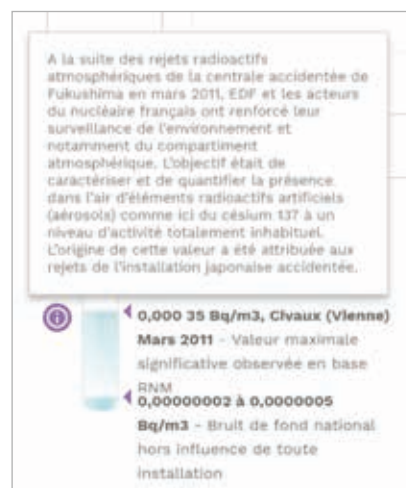 A la suite des rejets radioactifs
atmosphériques de la centrale accidentée de
Fukushima en mars 2011, EDF et les acteurs
du nucléaire français ont renforcé leur
surveillance de l'environnement et
notamment du compartiment
atmosphérique. L'objectif était de
caractériser et de quantifier la présence
dans l'air d'éléments radioactifs artificiels
(aérosols) comme ici du césium 137 à un
niveau d'activité totalement inhabituel.
L'origine de cette valeur a été attribuée aux
rejets de l'installation japonaise accidentée.
0,000 35 Bq/m3, Civaux (Vienne)
Mars 2011 - Valeur maximale
significative observée en base
RNM
0,00000002 à 0,0000005
Bq/m3 - Bruit de fond national
hors influence de toute
installation